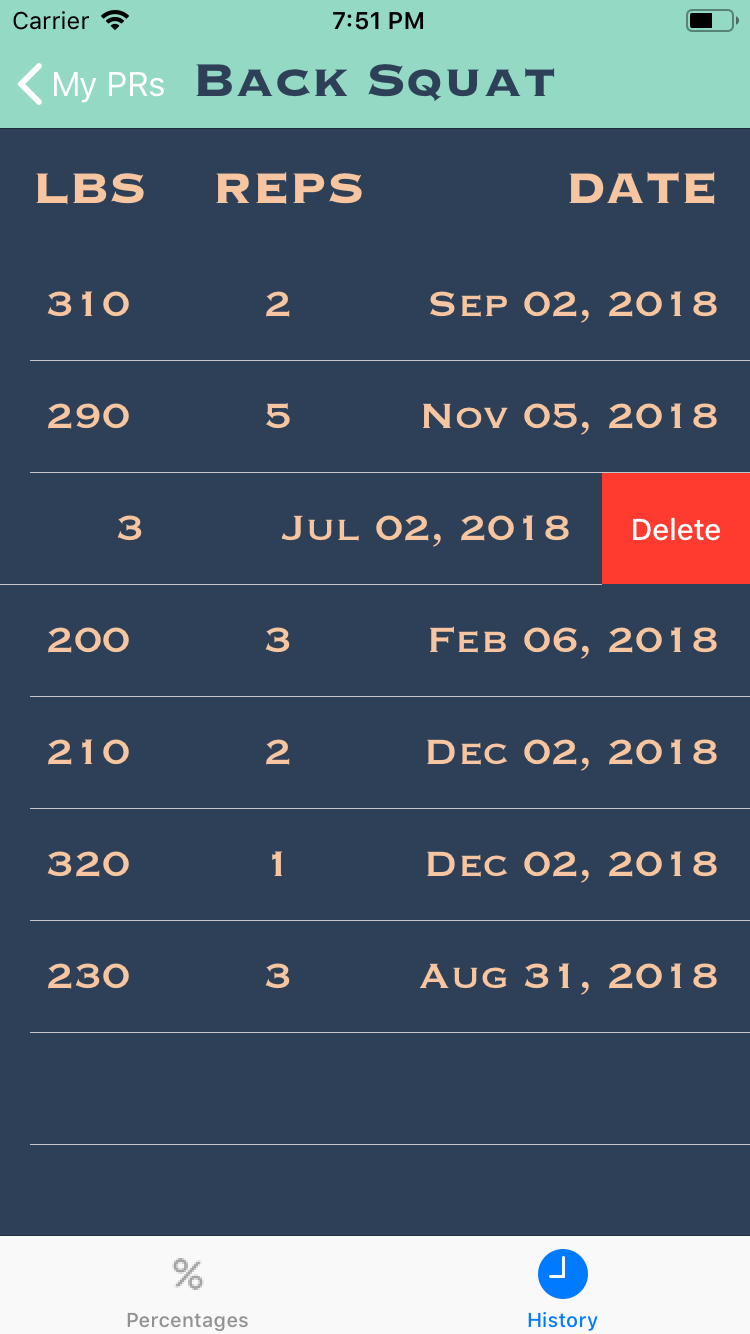 Carrier 7:51 PM
My PRs Back Squat
LBS REPS DATE
310 2 Sep 02, 2018
290 5 Nov 05, 2018
3 Jul 02, 2018 Delete
200 3 Feb 06, 2018
210 2 Dec 02, 2018
320 1 Dec 02, 2018
230 3 Aug 31, 2018
%
Percentages History